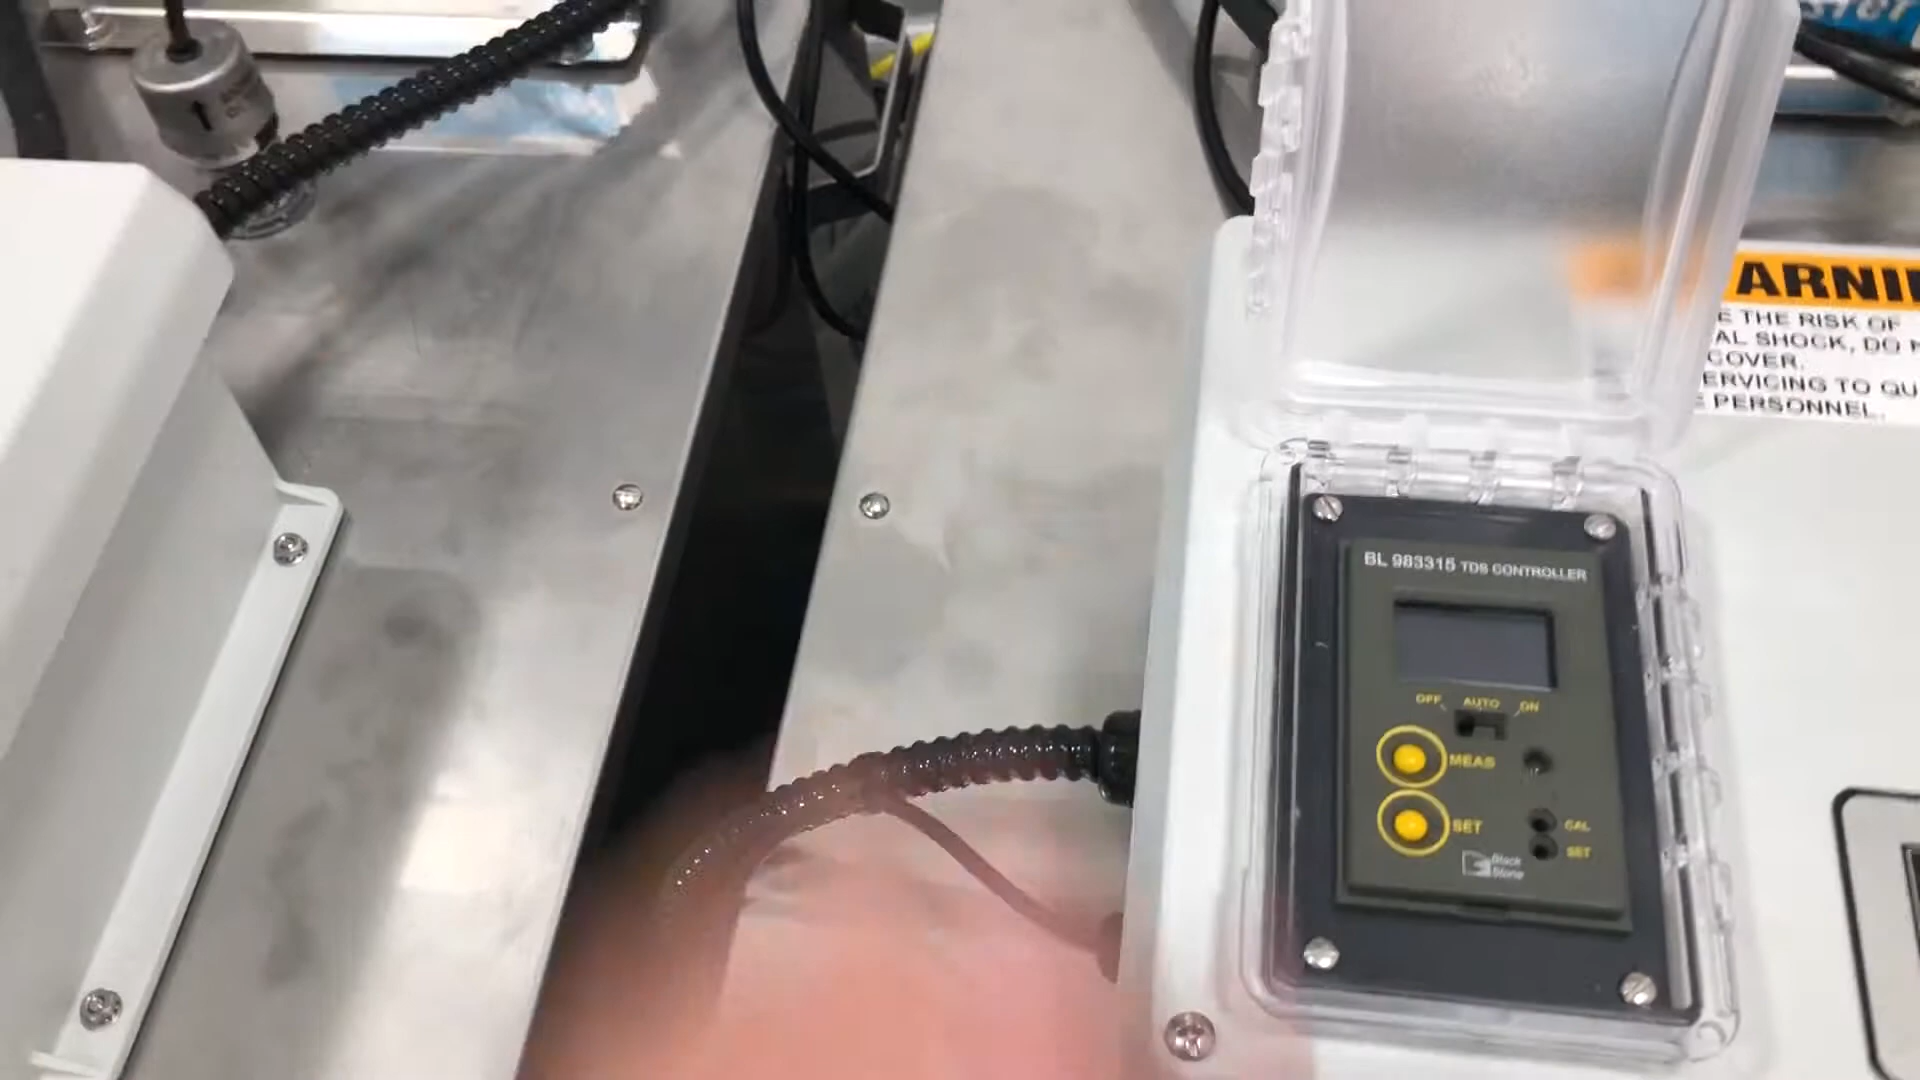 ARNIN
E THE RISK OF
AL SHOCK, DO N
COVER.
ERVICING TO QU
E PERSONNEL.
BL 983315 TDS CONTROLLER
OFF AUTO ON
MEAS
SET
CAL
SET
Black
Stone